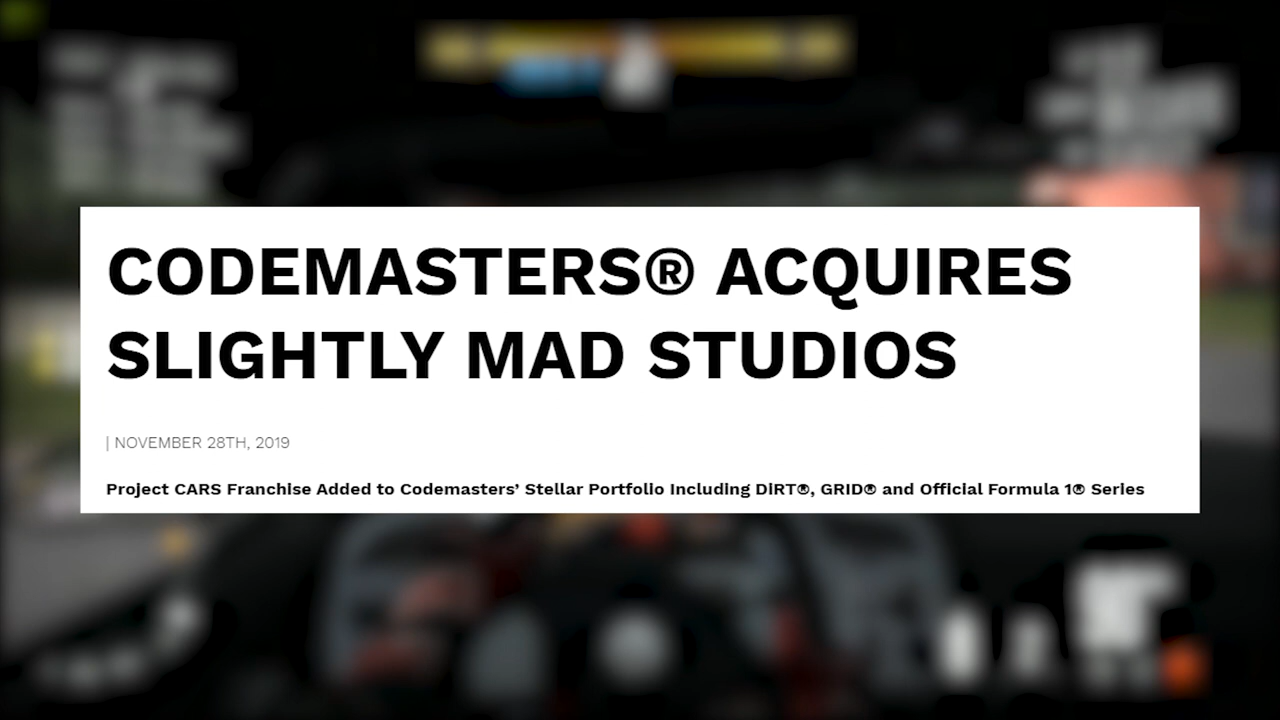 CODEMASTERS® ACQUIRES
SLIGHTLY MAD STUDIOS
| NOVEMBER 28TH, 2019
Project CARS Franchise Added to Codemasters’ Stellar Portfolio Including DiRT®, GRID® and Official Formula 1® Series